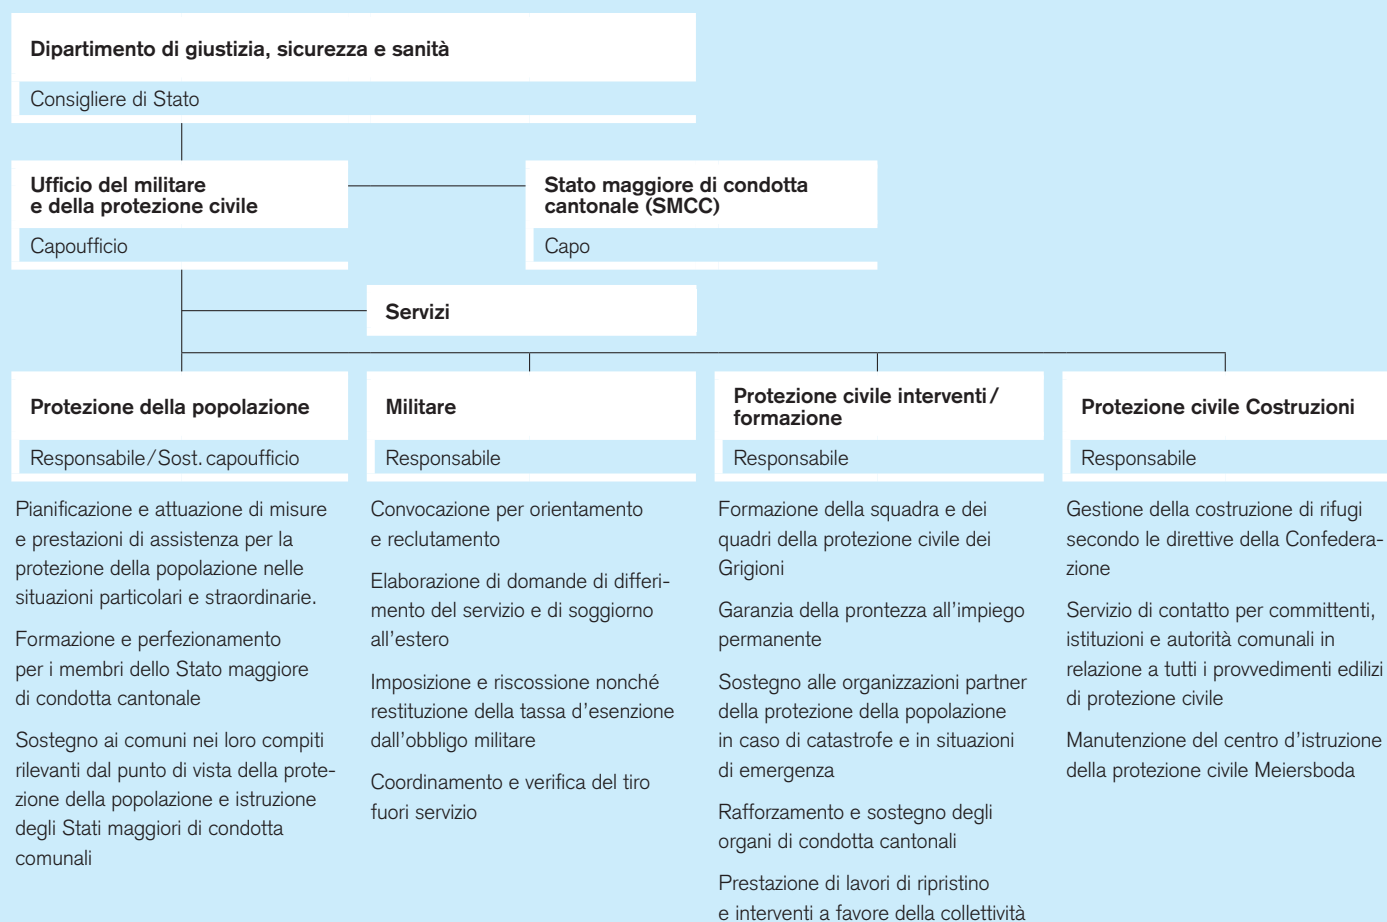 Dipartimento di giustizia, sicurezza e sanità
Consigliere di Stato
Ufficio del militare
e della protezione civile
Capoufficio
Stato maggiore di condotta
cantonale (SMCC)
Capo
Servizi
Protezione della popolazione
Responsabile/Sost. capoufficio
Pianificazione e attuazione di misure
e prestazioni di assistenza per la
protezione della popolazione nelle
situazioni particolari e straordinarie.
Formazione e perfezionamento
per i membri dello Stato maggiore
di condotta cantonale
Sostegno ai comuni nei loro compiti
rilevanti dal punto di vista della prote-
zione della popolazione e istruzione
degli Stati maggiori di condotta
comunali
Militare
Responsabile
Convocazione per orientamento
e reclutamento
Elaborazione di domande di differi-
mento del servizio e di soggiorno
all'estero
Imposizione e riscossione nonché
restituzione della tassa d'esenzione
dall'obbligo militare
Coordinamento e verifica del tiro
fuori servizio
Protezione civile interventi/
formazione
Responsabile
Formazione della squadra e dei
quadri della protezione civile dei
Grigioni
Garanzia della prontezza all'impiego
permanente
Sostegno alle organizzazioni partner
della protezione della popolazione
in caso di catastrofe e in situazioni
di emergenza
Rafforzamento e sostegno degli
organi di condotta cantonali
Prestazione di lavori di ripristino
e interventi a favore della collettività
Protezione civile Costruzioni
Responsabile
Gestione della costruzione di rifugi
secondo le direttive della Confedera-
zione
Servizio di contatto per committenti,
istituzioni e autorità comunali in
relazione a tutti i provvedimenti edilizi
di protezione civile
Manutenzione del centro d'istruzione
della protezione civile Meiersboda